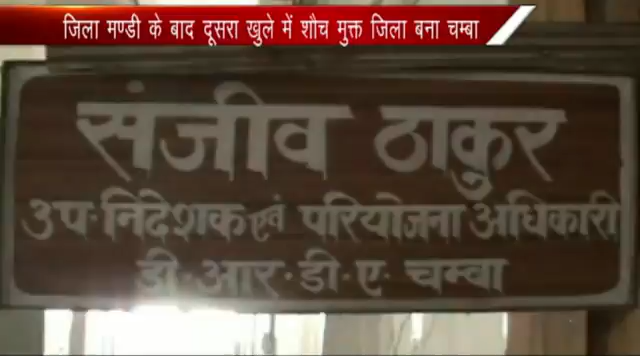 जिला मण्डी के बाद दूसरा खुले में शौच मुक्त जिला बना चम्बा
संजीव ठाकुर
उप·निदेशक एवं परियोजना अधिकारी
डी·आर·डी·ए· चम्बा